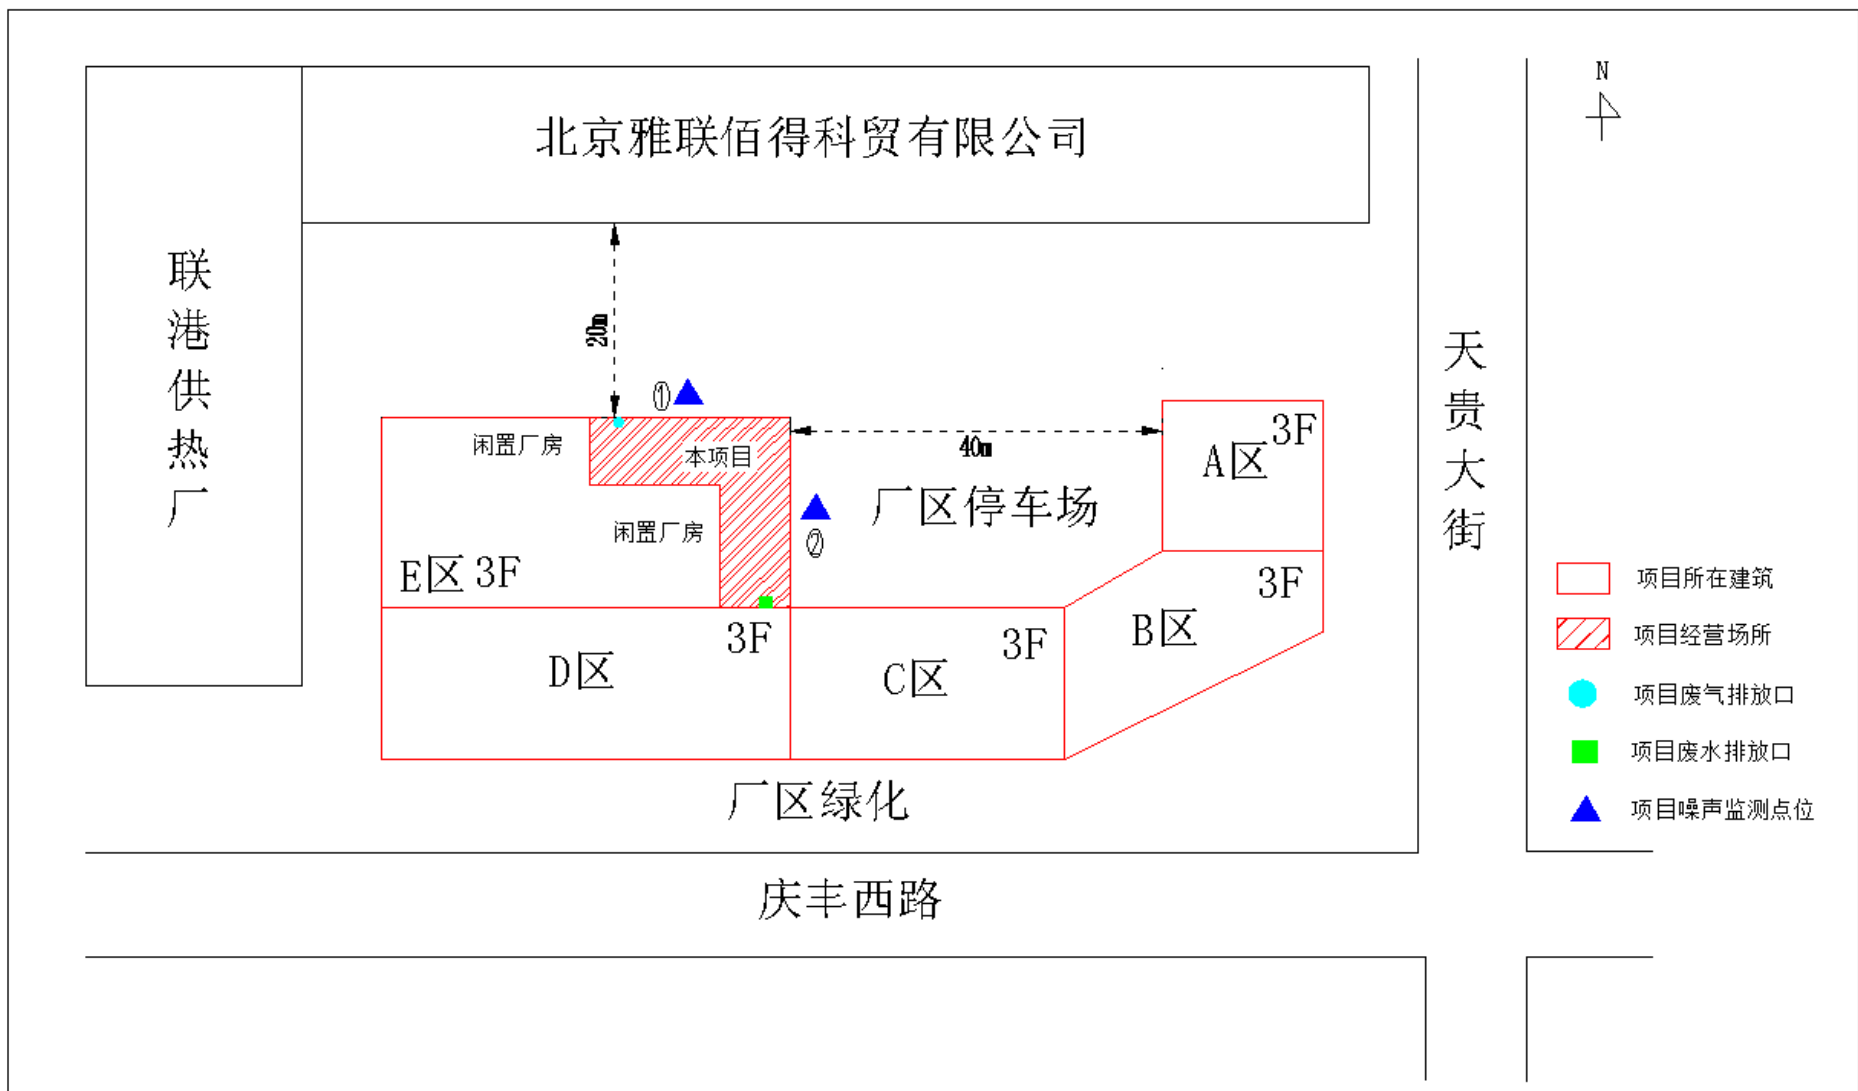 N
北京雅联佰得科贸有限公司
联港供热厂
20m
天贵大街
①
闲置厂房
本项目
40m
3F
A区
厂区停车场
闲置厂房
②
E区 3F
3F
B区
3F
D区
3F
C区
项目所在建筑
项目经营场所
项目废气排放口
项目废水排放口
项目噪声监测点位
厂区绿化
庆丰西路